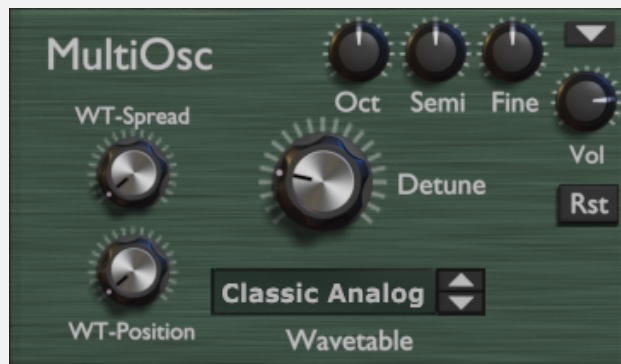 MultiOsc
Oct Semi Fine
WT-Spread
Vol
Detune
Rst
Classic Analog
WT-Position
Wavetable